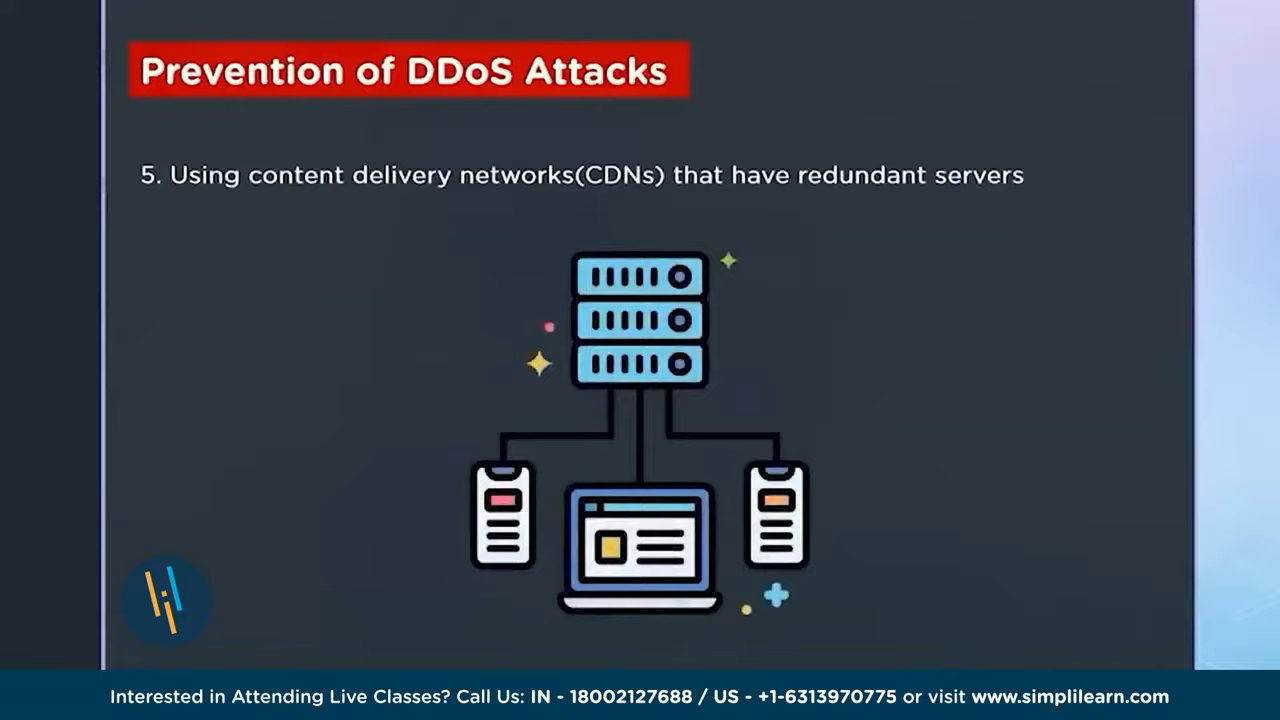 Prevention of DDoS Attacks
5. Using content delivery networks(CDNs) that have redundant servers
Interested in Attending Live Classes? Call Us: IN - 18002127688 / US - +1-6313970775 or visit www.simplilearn.com